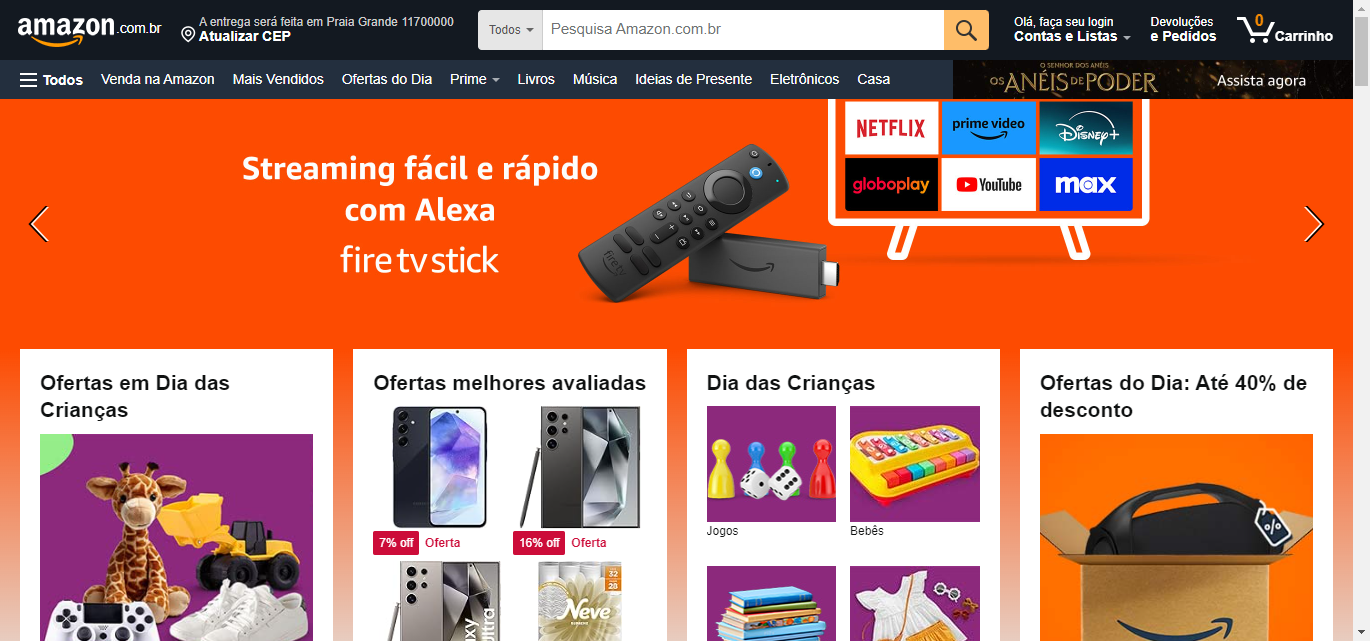 amazon.com.br
A entrega será feita em Praia Grande 11700000
Atualizar CEP
Todos
Pesquisa Amazon.com.br
Olá, faça seu login
Contas e Listas
Devoluções
e Pedidos
0
Carrinho
Todos
Venda na Amazon
Mais Vendidos
Ofertas do Dia
Prime
Livros
Música
Ideias de Presente
Eletrônicos
Casa
O SENHOR DOS ANÉIS
OS ANÉIS DE PODER
Assista agora
Streaming fácil e rápido
com Alexa
fire tv stick
fire tv
NETFLIX
prime video
Disney+
globoplay
YouTube
max
Ofertas em Dia das
Crianças
Ofertas melhores avaliadas
7% off
Oferta
16% off
Oferta
32
28
Neve
Dia das Crianças
Jogos
Bebês
Ofertas do Dia: Até 40% de
desconto
%